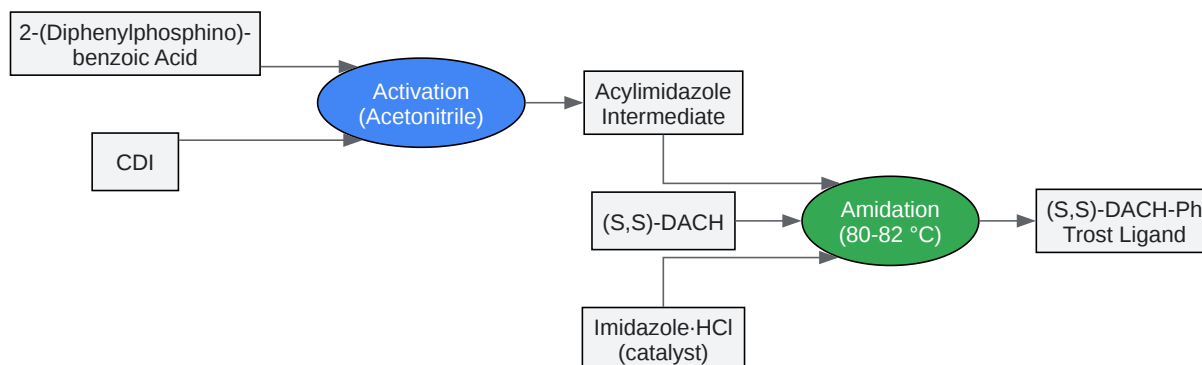 2-(Diphenylphosphino)-
benzoic Acid
CDI
Activation
(Acetonitrile)
Acylimidazole
Intermediate
(S,S)-DACH
Imidazole·HCl
(catalyst)
Amidation
(80-82 °C)
(S,S)-DACH-Ph
Trost Ligand